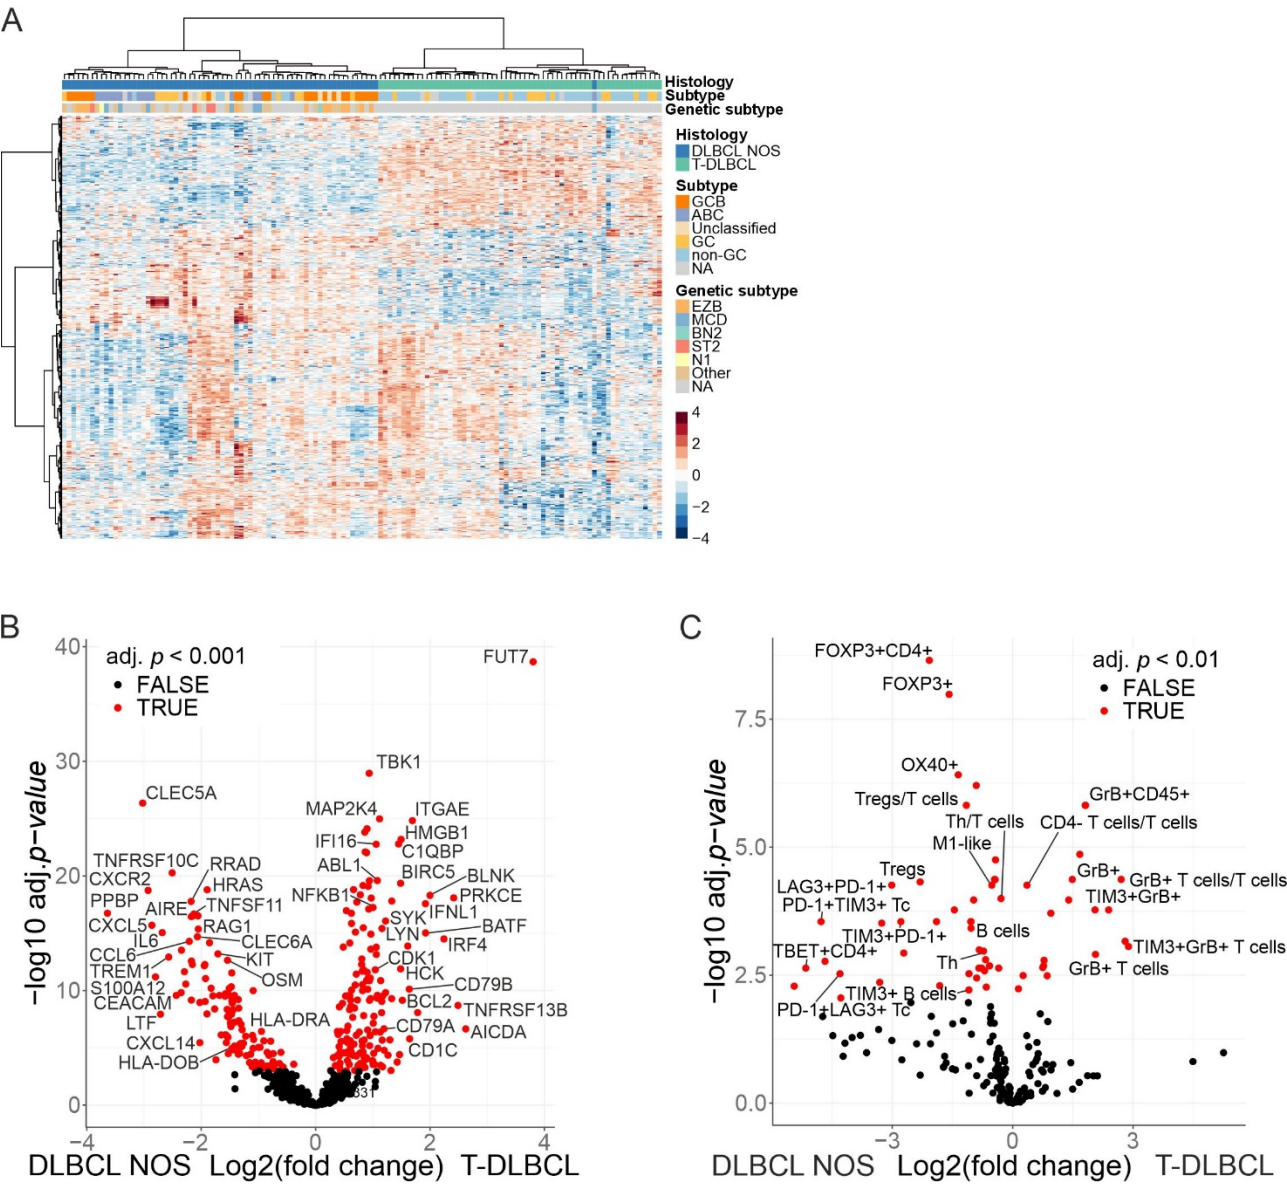 A
Histology
Subtype
Genetic subtype
Histology
DLBCL NOS
T-DLBCL
Subtype
GCB
ABC
Unclassified
GC
non-GC
NA
Genetic subtype
EZB
MCD
BN2
ST2
N1
Other
NA
4
2
0
−2
−4
B
adj. p < 0.001
FALSE
TRUE
40
30
20
10
0
−log10 adj.p−value
FUT7
TBK1
CLEC5A
MAP2K4
ITGAE
IFI16
HMGB1
C1QBP
TNFRSF10C
RRAD
ABL1
BIRC5
BLNK
CXCR2
HRAS
NFKB1
PRKCE
PPBP
AIRE
TNFSF11
IFNL1
CXCL5
RAG1
SYK
BATF
IL6
CLEC6A
LYN
IRF4
CCL6
KIT
CDK1
TREM1
OSM
HCK
S100A12
CD79B
CEACAM
BCL2
TNFRSF13B
LTF
HLA-DRA
CD79A
AICDA
CXCL14
CD1C
HLA-DOB
331
−4
−2
0
2
4
DLBCL NOS Log2(fold change) T-DLBCL
C
adj. p < 0.01
FALSE
TRUE
7.5
5.0
2.5
0.0
−log10 adj.p−value
FOXP3+CD4+
FOXP3+
OX40+
Tregs/T cells
GrB+CD45+
Th/T cells
CD4- T cells/T cells
M1-like
Tregs
GrB+
GrB+ T cells/T cells
LAG3+PD-1+
TIM3+GrB+
PD-1+TIM3+ Tc
TIM3+PD-1+
B cells
TBET+CD4+
TIM3+GrB+ T cells
Th
GrB+ T cells
TIM3+ B cells
PD-1+LAG3+ Tc
−3
0
3
DLBCL NOS Log2(fold change) T-DLBCL